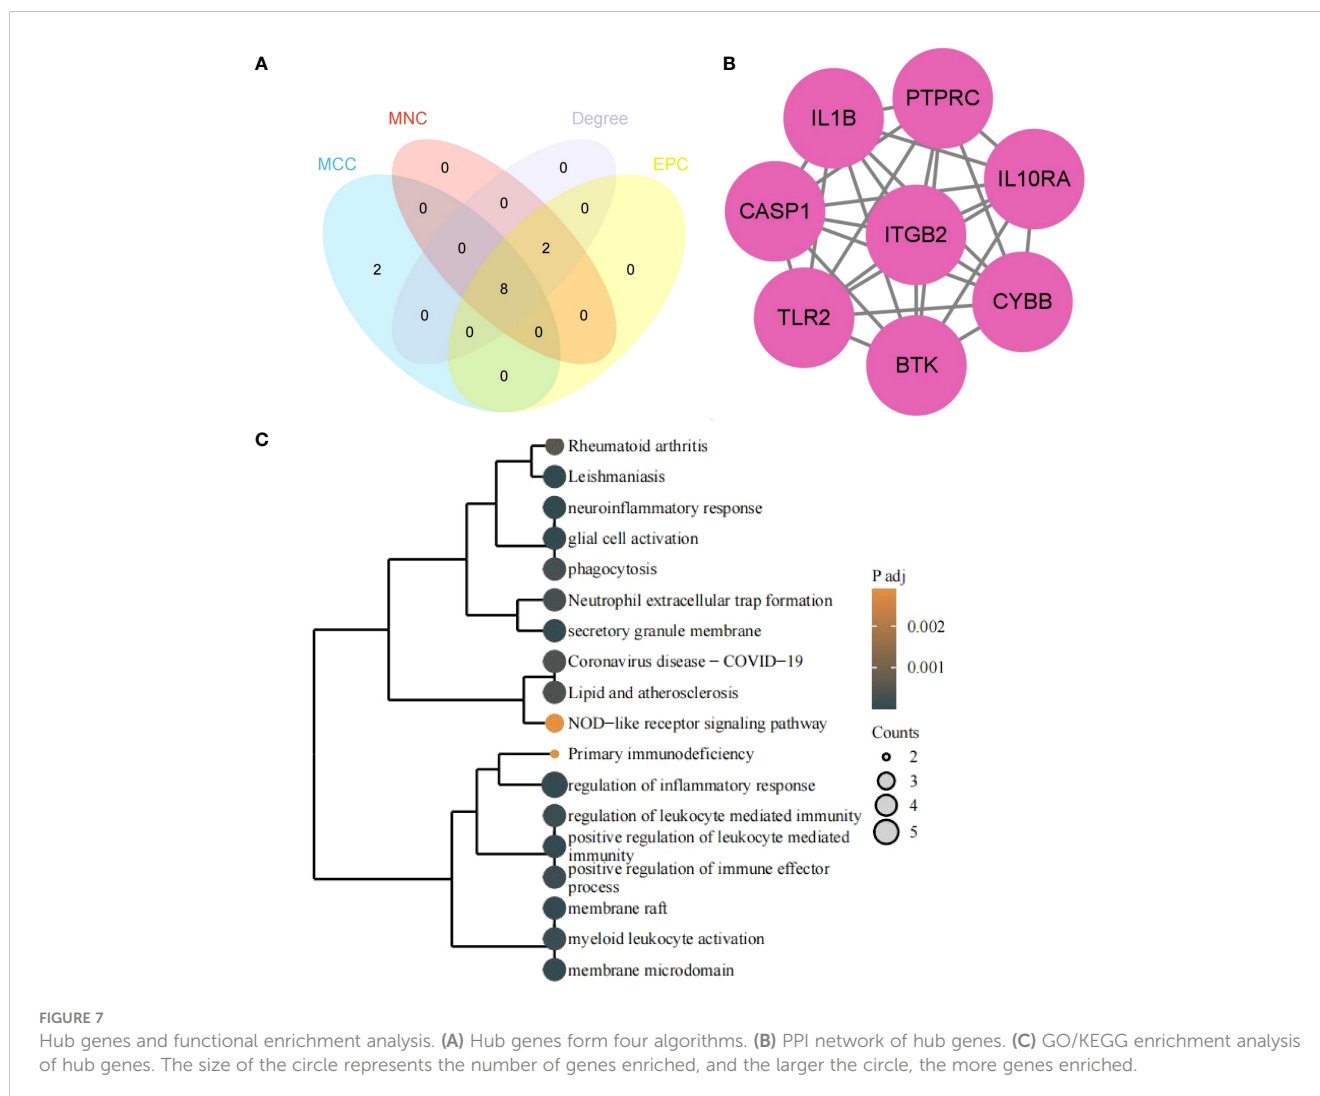 A
MNC
Degree
MCC
EPC
0
0
0
0
0
0
2
2
0
8
0
0
0
0
0
B
PTPRC
IL1B
IL10RA
CASP1
ITGB2
CYBB
TLR2
BTK
C
Rheumatoid arthritis
Leishmaniasis
neuroinflammatory response
glial cell activation
phagocytosis
Neutrophil extracellular trap formation
secretory granule membrane
Coronavirus disease − COVID−19
Lipid and atherosclerosis
NOD−like receptor signaling pathway
Primary immunodeficiency
regulation of inflammatory response
regulation of leukocyte mediated immunity
positive regulation of leukocyte mediated
immunity
positive regulation of immune effector
process
membrane raft
myeloid leukocyte activation
membrane microdomain
P adj
0.002
0.001
Counts
2
3
4
5
FIGURE 7
Hub genes and functional enrichment analysis. (A) Hub genes form four algorithms. (B) PPI network of hub genes. (C) GO/KEGG enrichment analysis
of hub genes. The size of the circle represents the number of genes enriched, and the larger the circle, the more genes enriched.